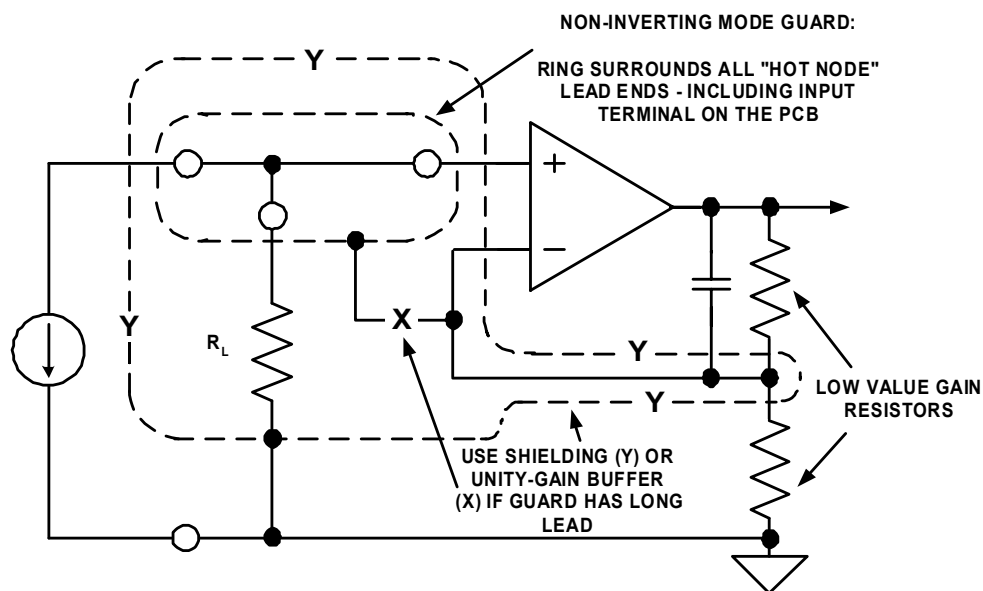 NON-INVERTING MODE GUARD:
RING SURROUNDS ALL "HOT NODE"
LEAD ENDS - INCLUDING INPUT
TERMINAL ON THE PCB
Y
+
−
Y
X
R_L
Y
Y
LOW VALUE GAIN
RESISTORS
USE SHIELDING (Y) OR
UNITY-GAIN BUFFER
(X) IF GUARD HAS LONG
LEAD